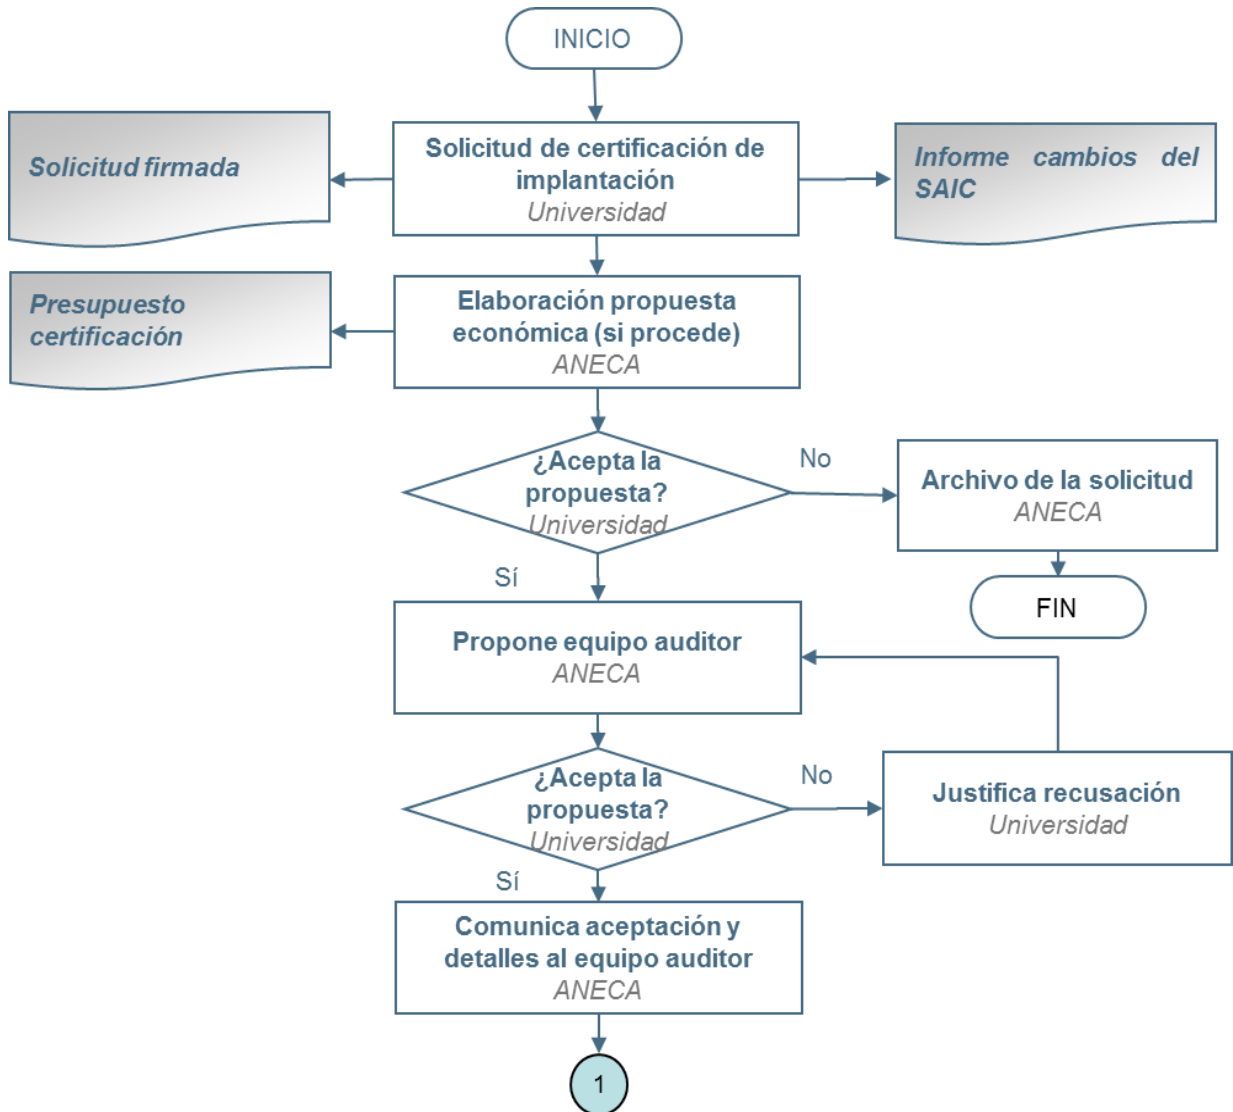 INICIO
Solicitud firmada
Solicitud de certificación de
implantación
Universidad
Informe cambios del
SAIC
Presupuesto
certificación
Elaboración propuesta
económica (si procede)
ANECA
¿Acepta la
propuesta?
Universidad
No
Archivo de la solicitud
ANECA
Sí
FIN
Propone equipo auditor
ANECA
¿Acepta la
propuesta?
Universidad
No
Justifica recusación
Universidad
Sí
Comunica aceptación y
detalles al equipo auditor
ANECA
1